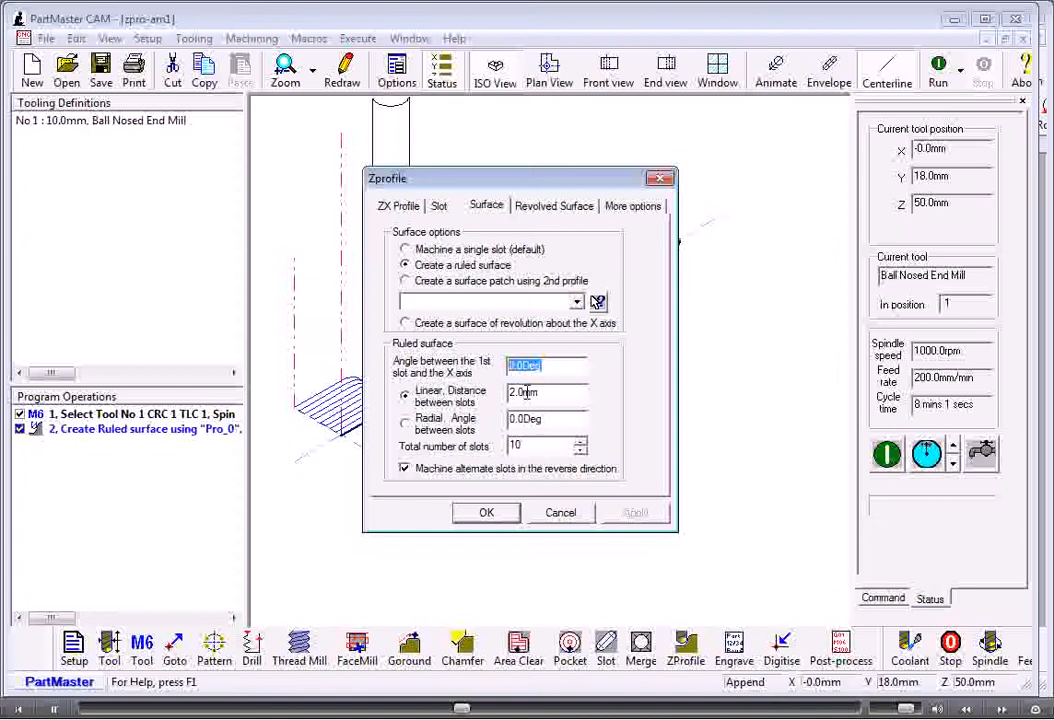 PartMaster CAM - [zpro-am1]
File Edit View Setup Tooling Machining Macros Execute Window Help
New Open Save Print Cut Copy Paste Zoom Redraw Options Status ISO View Plan View Front view End view Window Animate Envelope Centerline Run Stop Abo
Tooling Definitions
No 1 : 10.0mm, Ball Nosed End Mill
Program Operations
M6 1, Select Tool No 1 CRC 1 TLC 1, Spin
2, Create Ruled surface using "Pro_0",
Zprofile
ZX Profile Slot Surface Revolved Surface More options
Surface options
Machine a single slot (default)
Create a ruled surface
Create a surface patch using 2nd profile
Create a surface of revolution about the X axis
Ruled surface
Angle between the 1st
slot and the X axis
0.0Deg
Linear, Distance
between slots
2.0mm
Radial. Angle
between slots
0.0Deg
Total number of slots 10
Machine alternate slots in the reverse direction
OK Cancel Apply
Current tool position
X -0.0mm
Y 18.0mm
Z 50.0mm
Current tool
Ball Nosed End Mill
In position 1
Spindle
speed 1000.0rpm
Feed
rate 200.0mm/min
Cycle
time 8 mins 1 secs
Command Status
Setup Tool M6 Tool Goto Pattern Drill Thread Mill FaceMill Goround Chamfer Area Clear Pocket Slot Merge ZProfile Engrave Digitise Post-process Coolant Stop Spindle Fee
PartMaster For Help, press F1 Append X -0.0mm Y 18.0mm Z 50.0mm